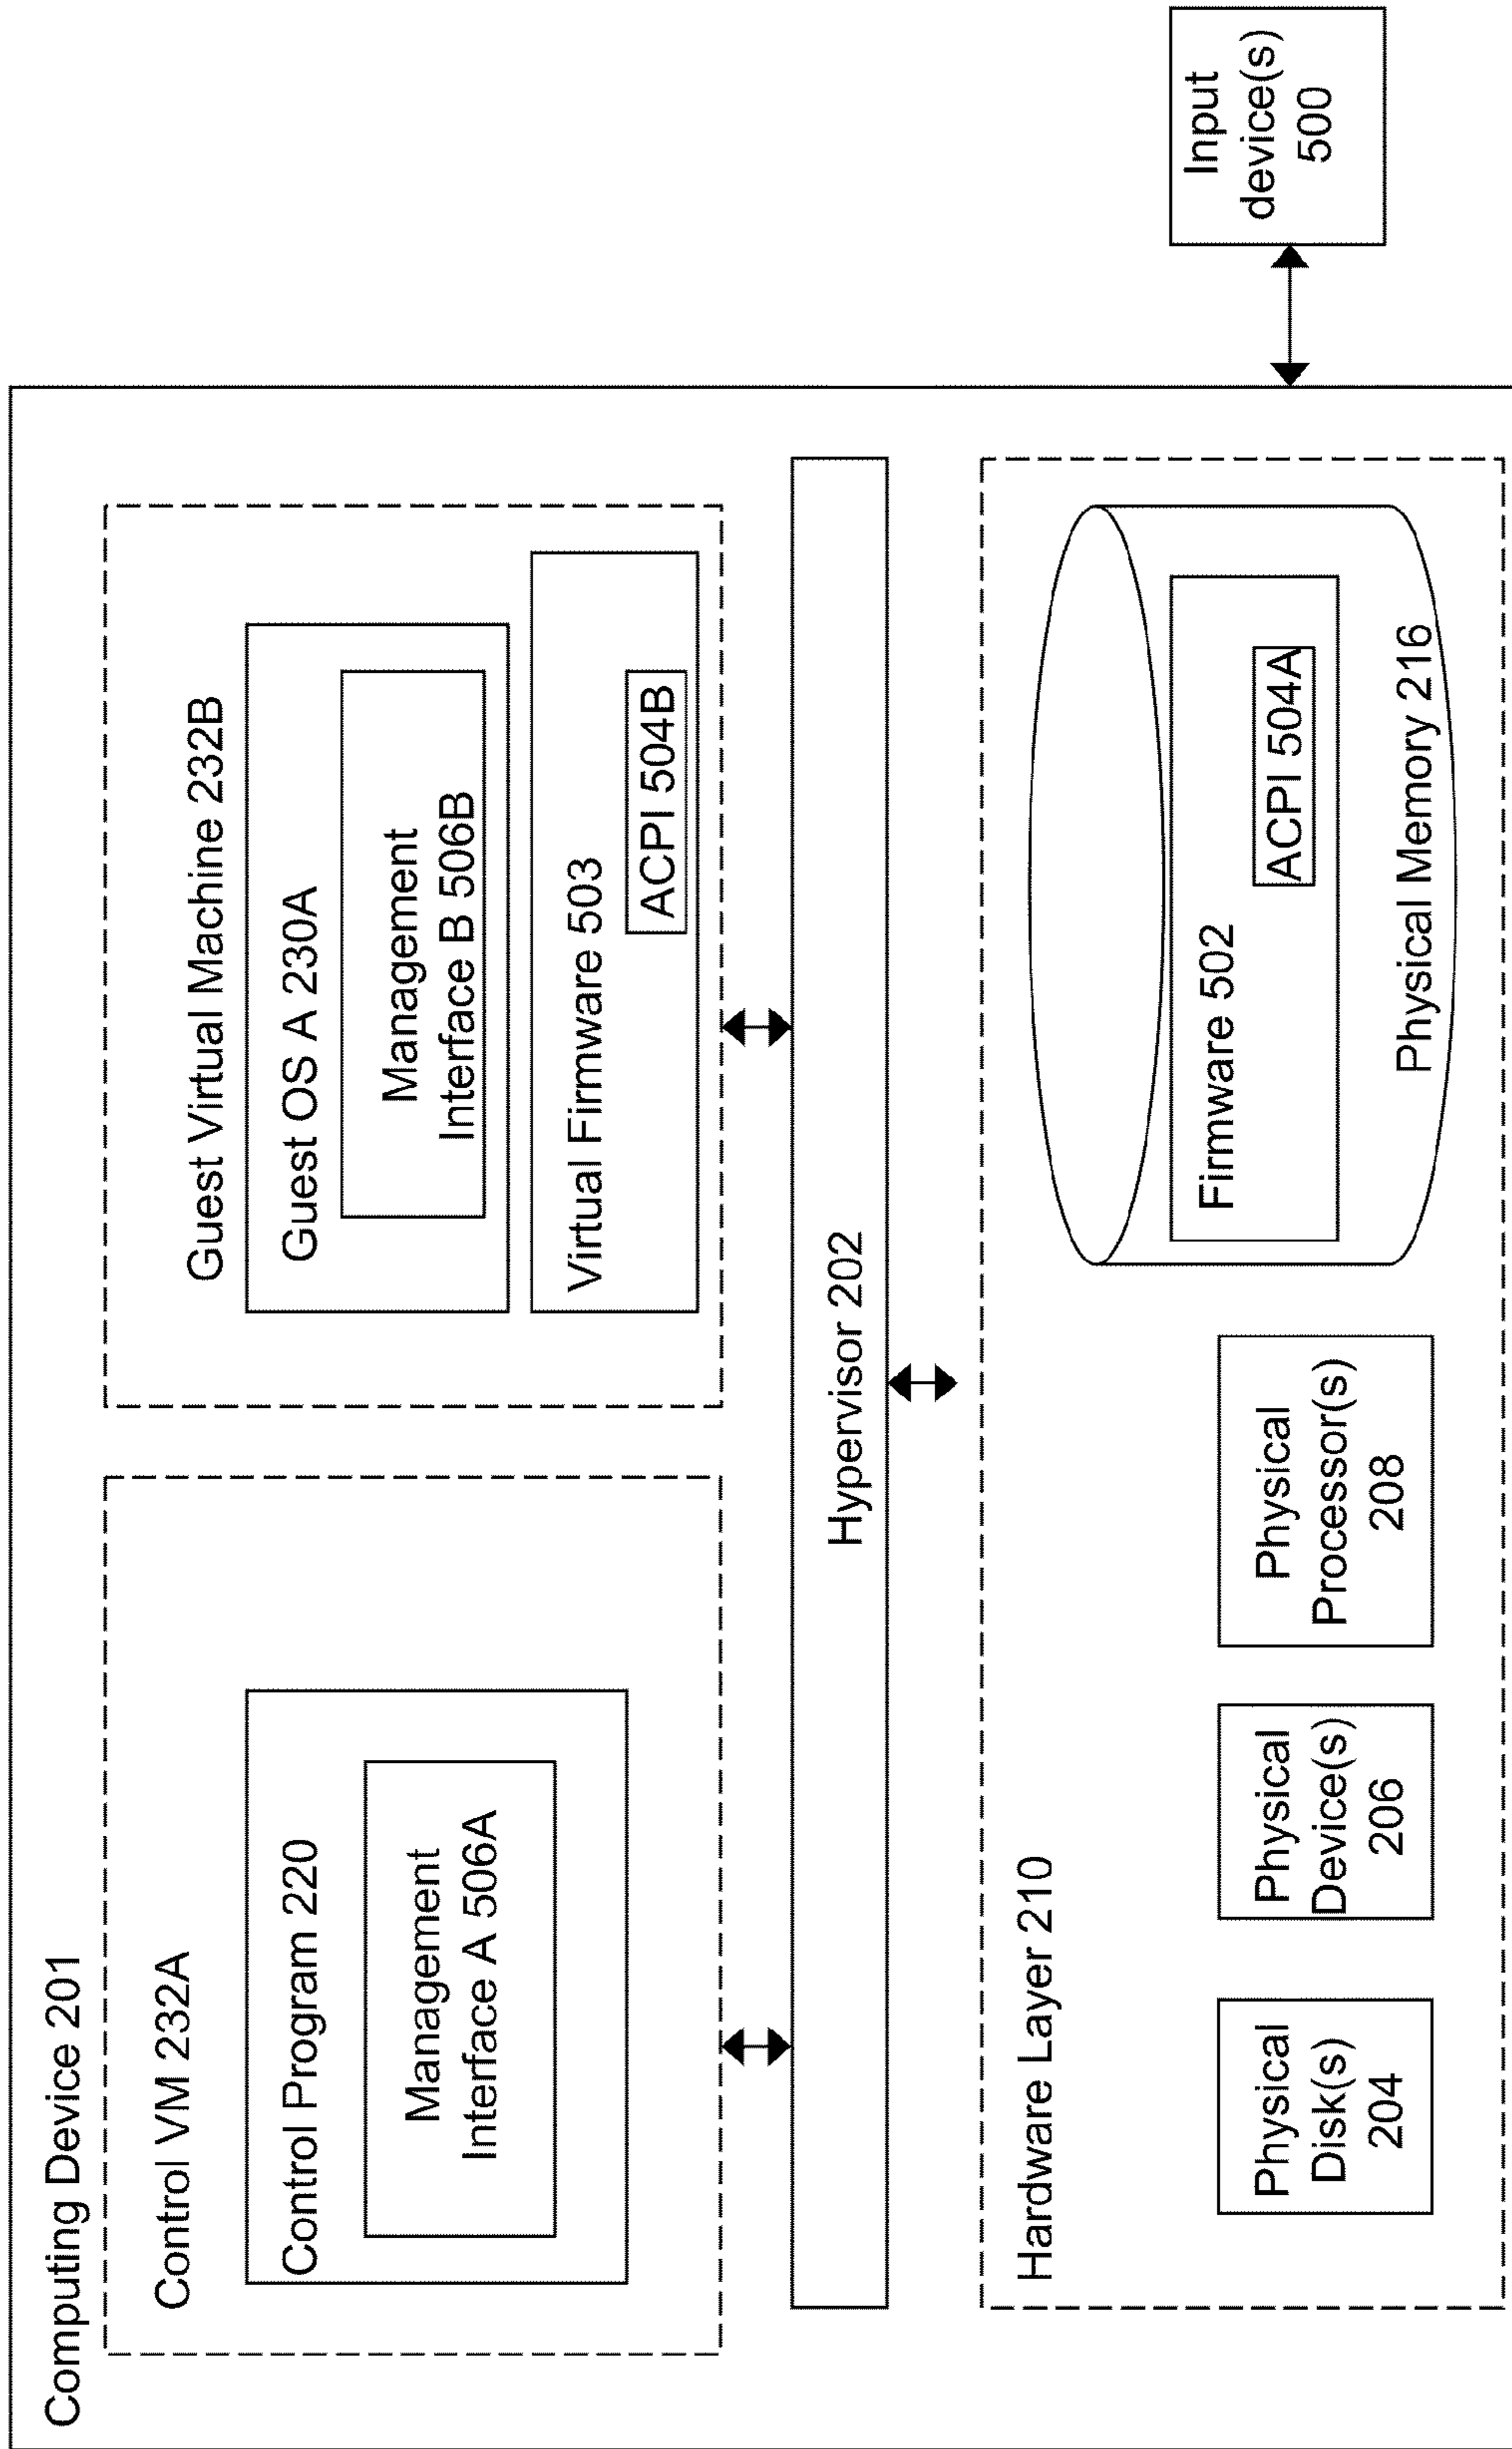 Computing Device 201
Control VM 232A
Control Program 220
Management
Interface A 506A
Guest Virtual Machine 232B
Guest OS A 230A
Management
Interface B 506B
Virtual Firmware 503
ACPI 504B
Hypervisor 202
Hardware Layer 210
Physical
Disk(s)
204
Physical
Device(s)
206
Physical
Processor(s)
208
Firmware 502
ACPI 504A
Physical Memory 216
Input
device(s)
500